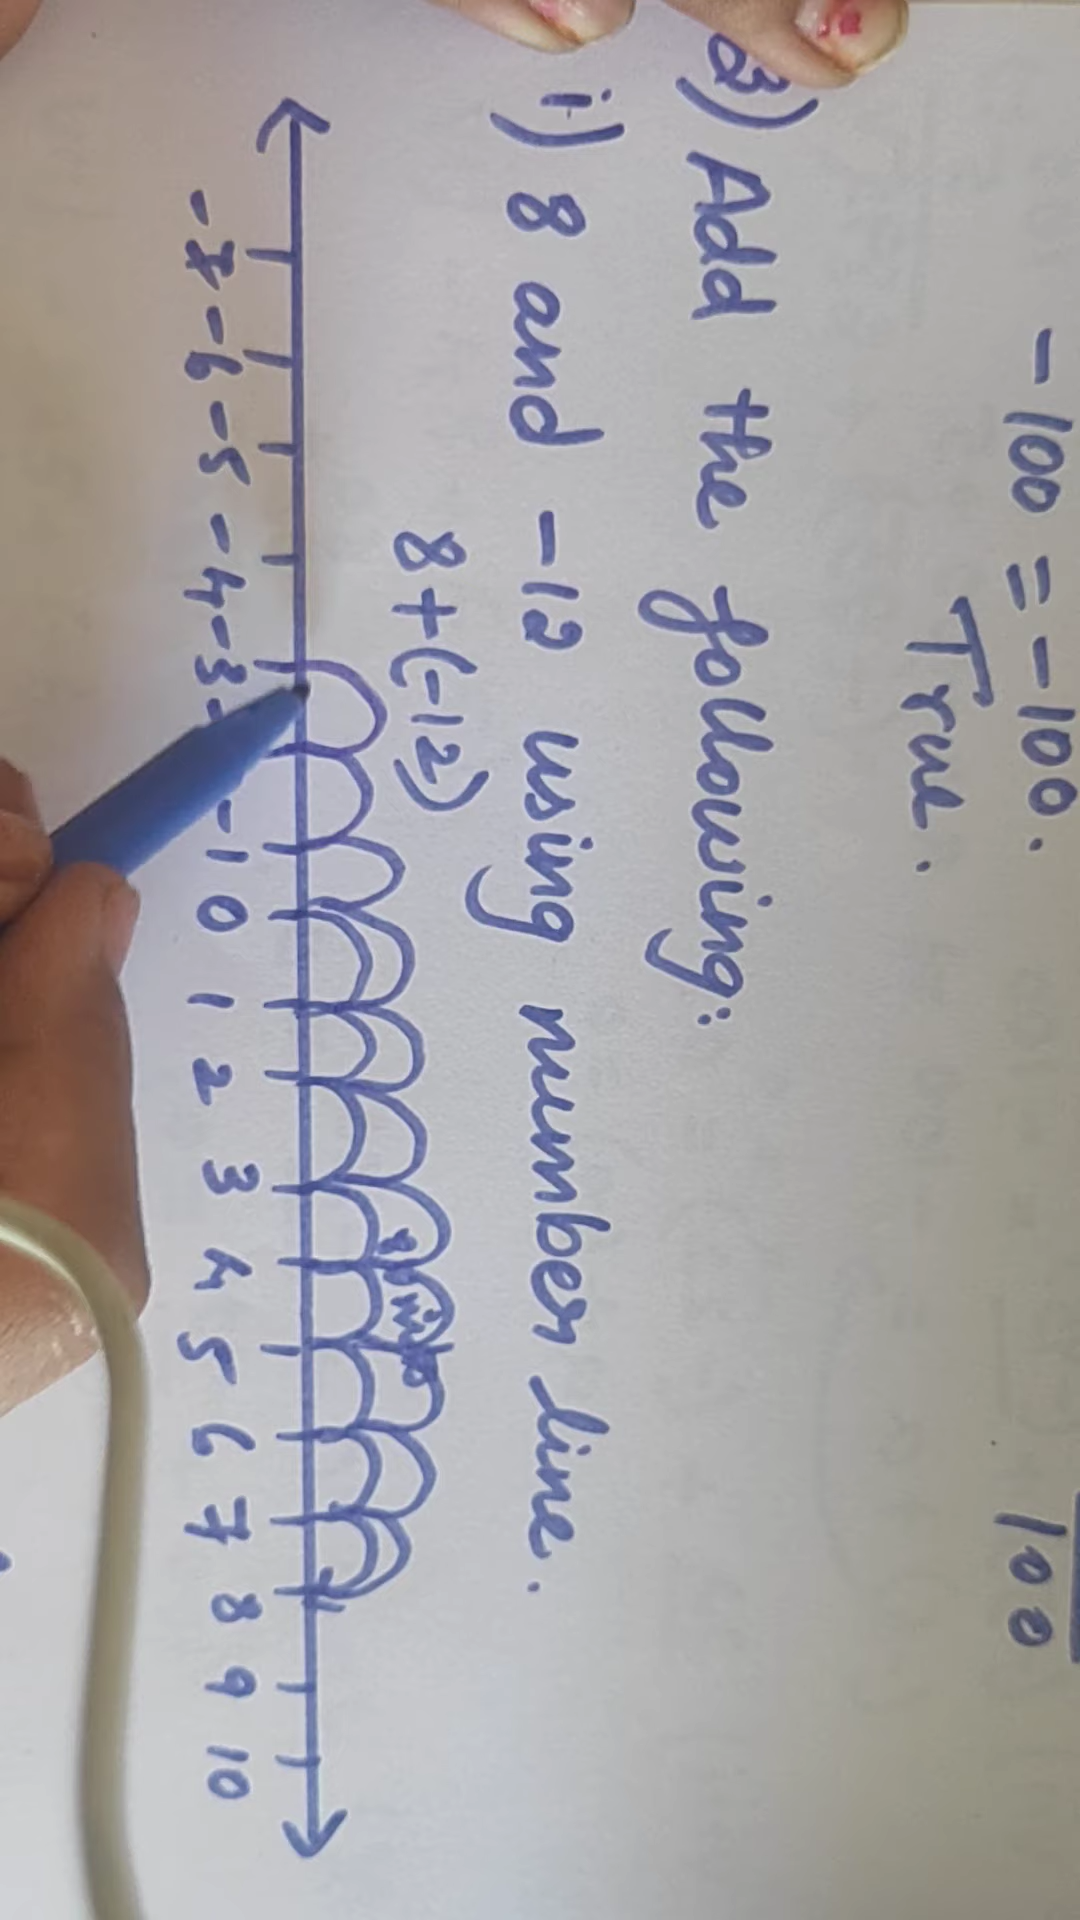 100
- 100 = - 100.
True.
3) Add the following:
i) 8 and -12 using number line.
8+(-12)
-7 -6 -5 -4 -3 -1 0 1 2 3 4 5 6 7 8 9 10